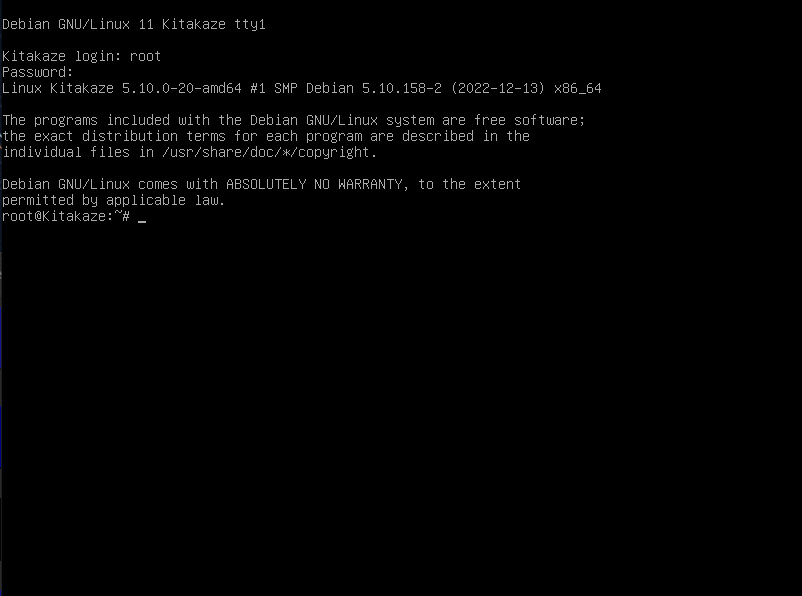 Debian GNU/Linux 11 Kitakaze tty1
Kitakaze login: root
Password:
Linux Kitakaze 5.10.0-20-amd64 #1 SMP Debian 5.10.158-2 (2022-12-13) x86_64
The programs included with the Debian GNU/Linux system are free software;
the exact distribution terms for each program are described in the
individual files in /usr/share/doc/*/copyright.
Debian GNU/Linux comes with ABSOLUTELY NO WARRANTY, to the extent
permitted by applicable law.
root@Kitakaze:~# _